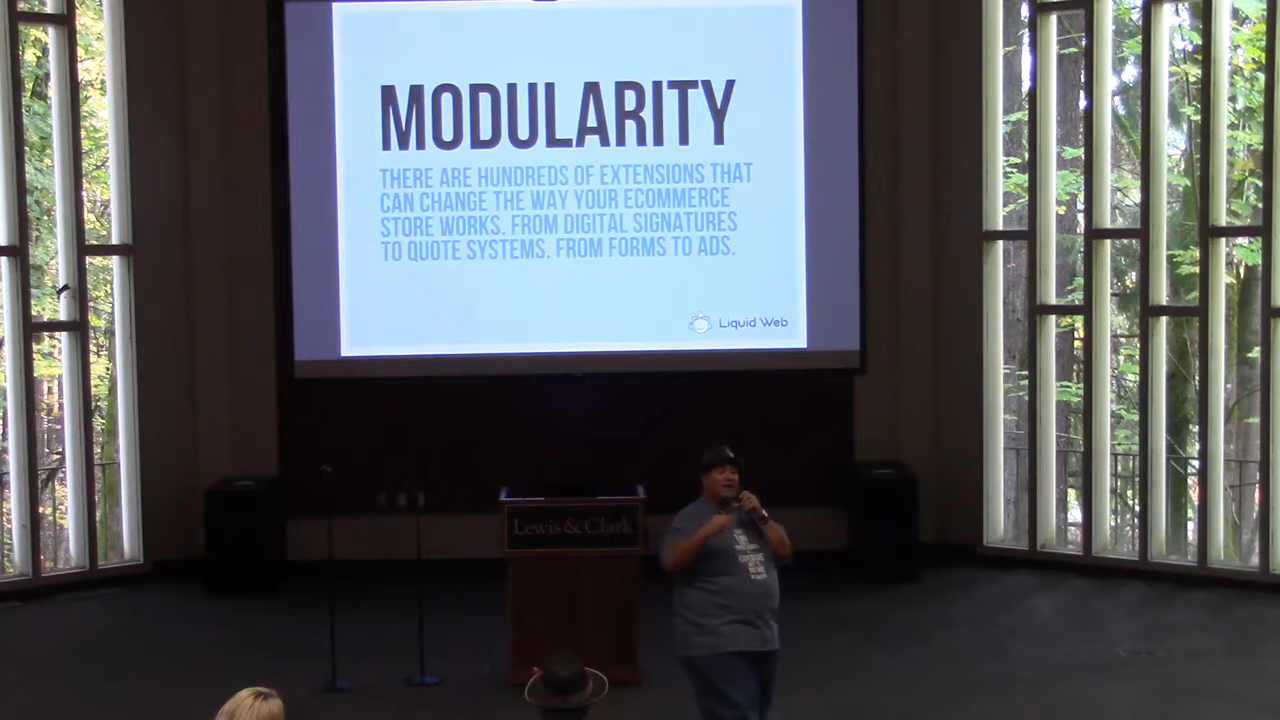 MODULARITY
THERE ARE HUNDREDS OF EXTENSIONS THAT
CAN CHANGE THE WAY YOUR ECOMMERCE
STORE WORKS. FROM DIGITAL SIGNATURES
TO QUOTE SYSTEMS. FROM FORMS TO ADS.
Liquid Web
Lewis & Clark